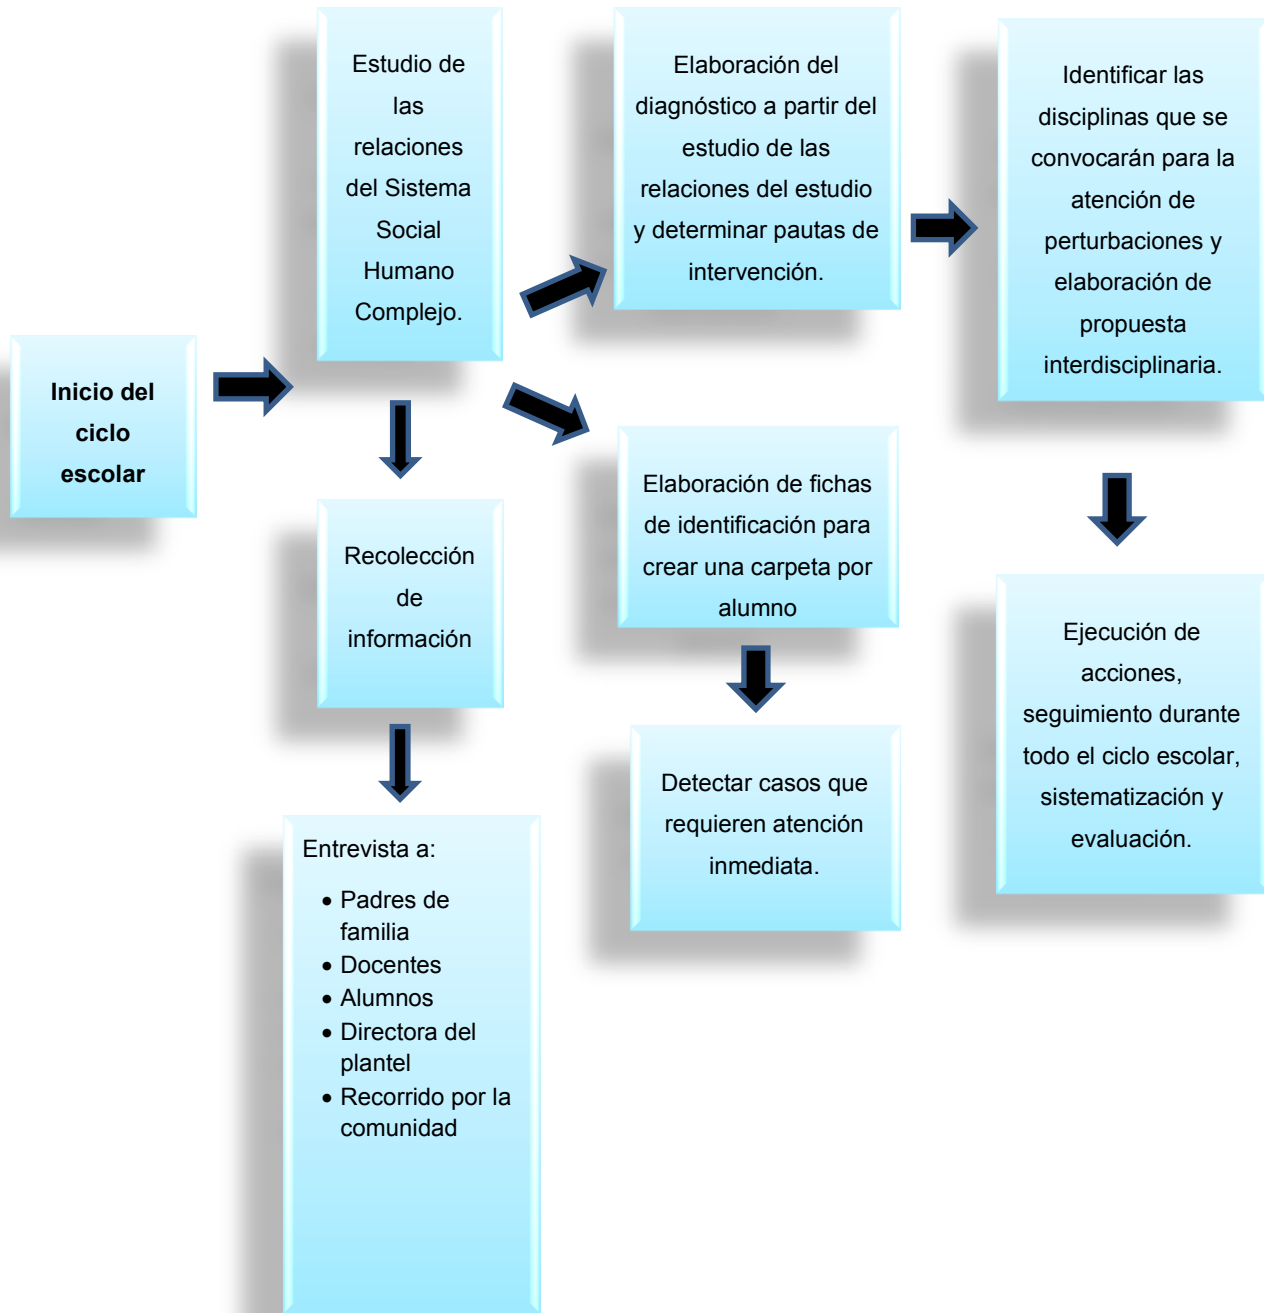 Inicio del
ciclo
escolar
Estudio de
las
relaciones
del Sistema
Social
Humano
Complejo.
Recolección
de
información
Entrevista a:
• Padres de
familia
• Docentes
• Alumnos
• Directora del
plantel
• Recorrido por la
comunidad
Elaboración del
diagnóstico a partir del
estudio de las
relaciones del estudio
y determinar pautas de
intervención.
Elaboración de fichas
de identificación para
crear una carpeta por
alumno
Detectar casos que
requieren atención
inmediata.
Identificar las
disciplinas que se
convocarán para la
atención de
perturbaciones y
elaboración de
propuesta
interdisciplinaria.
Ejecución de
acciones,
seguimiento durante
todo el ciclo escolar,
sistematización y
evaluación.